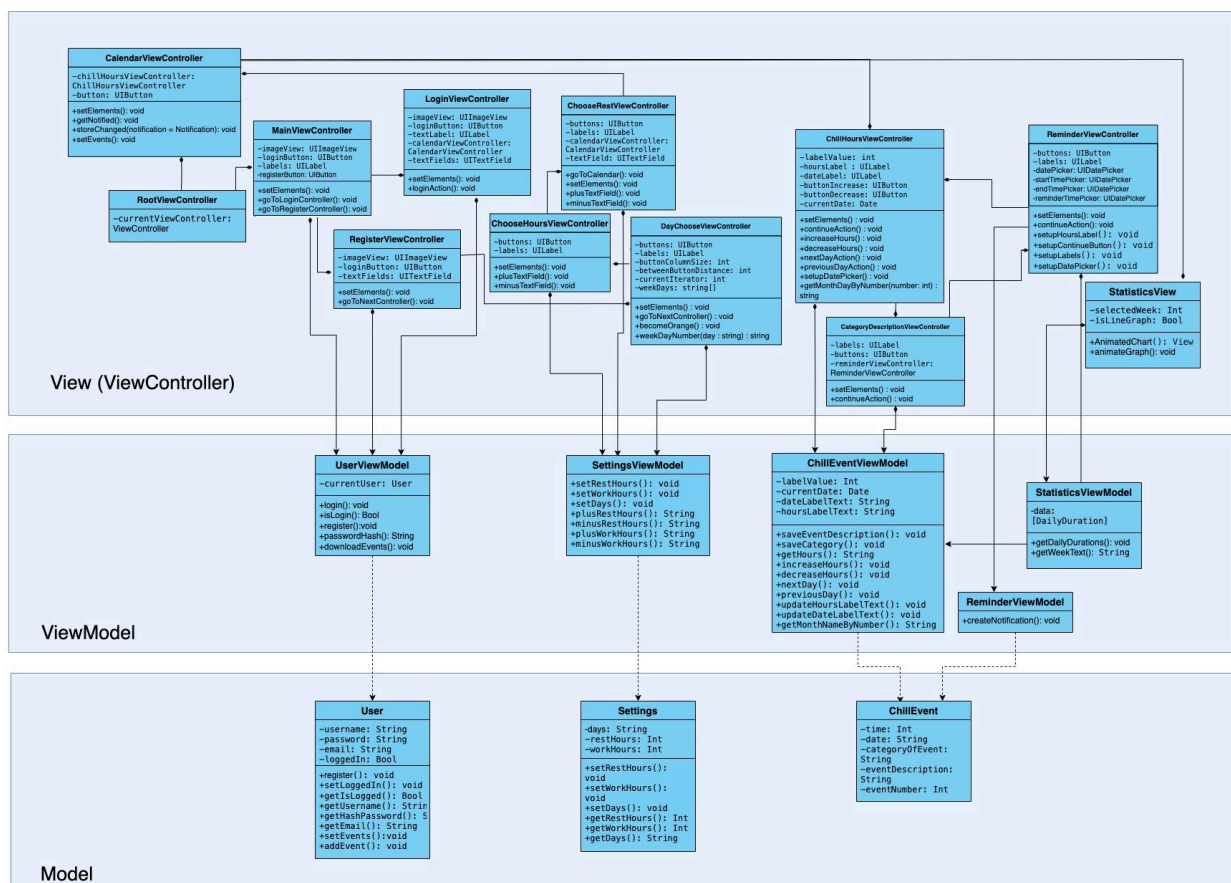 CalendarViewController
-chillHoursViewController:
ChillHoursViewController
-button: UIButton
+setElements(): void
+getNotified(): void
+storeChanged(notification = Notification): void
+setEvents(): void
RootViewController
-currentViewController:
ViewController
MainViewController
-imageView: UIImageView
-loginButton: UIButton
-labels: UILabel
-registerButton: UIButton
+setElements(): void
+goToLoginController(): void
+goToRegisterController(): void
LoginViewController
-imageView: UIImageView
-loginButton: UIButton
-textLabel: UILabel
-calendarViewController:
CalendarViewController
-textFields: UITextField
+setElements(): void
+loginAction(): void
RegisterViewController
-imageView: UIImageView
-loginButton: UIButton
-textFields: UITextField
+setElements(): void
+goToNextController(): void
ChooseRestViewController
-buttons: UIButton
-labels: UILabel
-calendarViewController:
CalendarViewController
-textField: UITextField
+goToCalendar(): void
+setElements(): void
+plusTextField(): void
+minusTextField(): void
ChooseHoursViewController
-buttons: UIButton
-labels: UILabel
+setElements(): void
+plusTextField(): void
+minusTextField(): void
DayChooseViewController
-buttons: UIButton
-labels: UILabel
-buttonColumnSize: int
-betweenButtonDistance: int
-currentIterator: int
-weekDays: string[]
+setElements() : void
+goToNextController() : void
+becomeOrange() : void
+weekDayNumber(day : string) : string
ChillHoursViewController
-labelValue: int
-hoursLabel : UILabel
-dateLabel: UILabel
-buttonIncrease: UIButton
-buttonDecrease: UIButton
-currentDate: Date
+setElements() : void
+continueAction() : void
+increaseHours() : void
+decreaseHours() : void
+nextDayAction() : void
+previousDayAction() : void
+setupDatePicker() : void
+getMonthDayByNumber(number: int) :
string
ReminderViewController
-buttons: UIButton
-labels: UILabel
-datePicker: UIDatePicker
-startTimePicker: UIDatePicker
-endTimePicker: UIDatePicker
-reminderTimePicker: UIDatePicker
+setElements() : void
+continueAction() : void
+setupHoursLabel(): void
+setupContinueButton(): void
+setupLabels(): void
+setupDatePicker(): void
StatisticsView
-selectedWeek: Int
-isLineGraph: Bool
+AnimatedChart(): View
+animateGraph(): void
CategoryDescriptionViewController
-labels: UILabel
-buttons: UIButton
-reminderViewController:
ReminderViewController
+setElements() : void
+continueAction() : void
View (ViewController)
UserViewModel
-currentUser: User
+login(): void
+isLogin(): Bool
+register():void
+passwordHash(): String
+downloadEvents(): void
SettingsViewModel
+setRestHours(): void
+setWorkHours(): void
+setDays(): void
+plusRestHours(): String
+minusRestHours(): String
+plusWorkHours(): String
+minusWorkHours(): String
ChillEventViewModel
-labelValue: Int
-currentDate: Date
-dateLabelText: String
-hoursLabelText: String
+saveEventDescription(): void
+saveCategory(): void
+getHours(): String
+increaseHours(): void
+decreaseHours(): void
+nextDay(): void
+previousDay(): void
+updateHoursLabelText(): void
+updateDateLabelText(): void
+getMonthNameByNumber(): String
StatisticsViewModel
-data:
[DailyDuration]
+getDailyDurations(): void
+getWeekText(): String
ReminderViewModel
+createNotification(): void
ViewModel
User
-username: String
-password: String
-email: String
-loggedIn: Bool
+register(): void
+setLoggedIn(): void
+getIsLogged(): Bool
+getUsername(): Strin
+getHashPassword(): S
+getEmail(): String
+setEvents():void
+addEvent(): void
Settings
-days: String
-restHours: Int
-workHours: Int
+setRestHours():
void
+setWorkHours():
void
+setDays(): void
+getRestHours(): Int
+getWorkHours(): Int
+getDays(): String
ChillEvent
-time: Int
-date: String
-categoryOfEvent:
String
-eventDescription:
String
-eventNumber: Int
Model